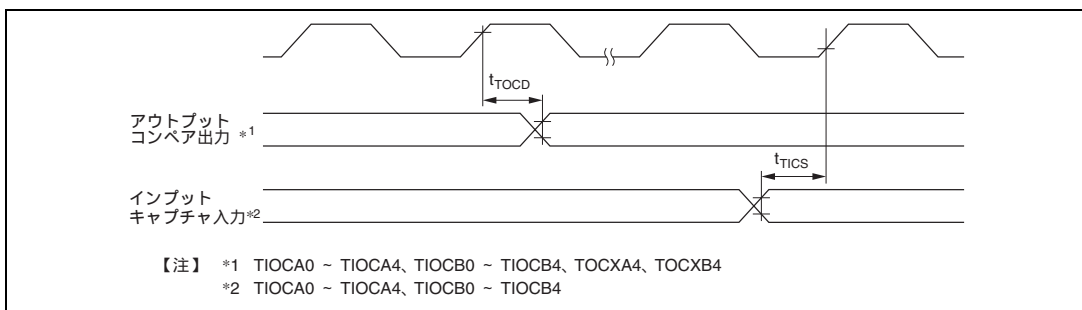 tTOCD
アウトプット
コンペア出力 *1
tTICS
インプット
キャプチャ入力*2
【注】 *1 TIOCA0 ~ TIOCA4、TIOCB0 ~ TIOCB4、TOCXA4、TOCXB4
*2 TIOCA0 ~ TIOCA4、TIOCB0 ~ TIOCB4